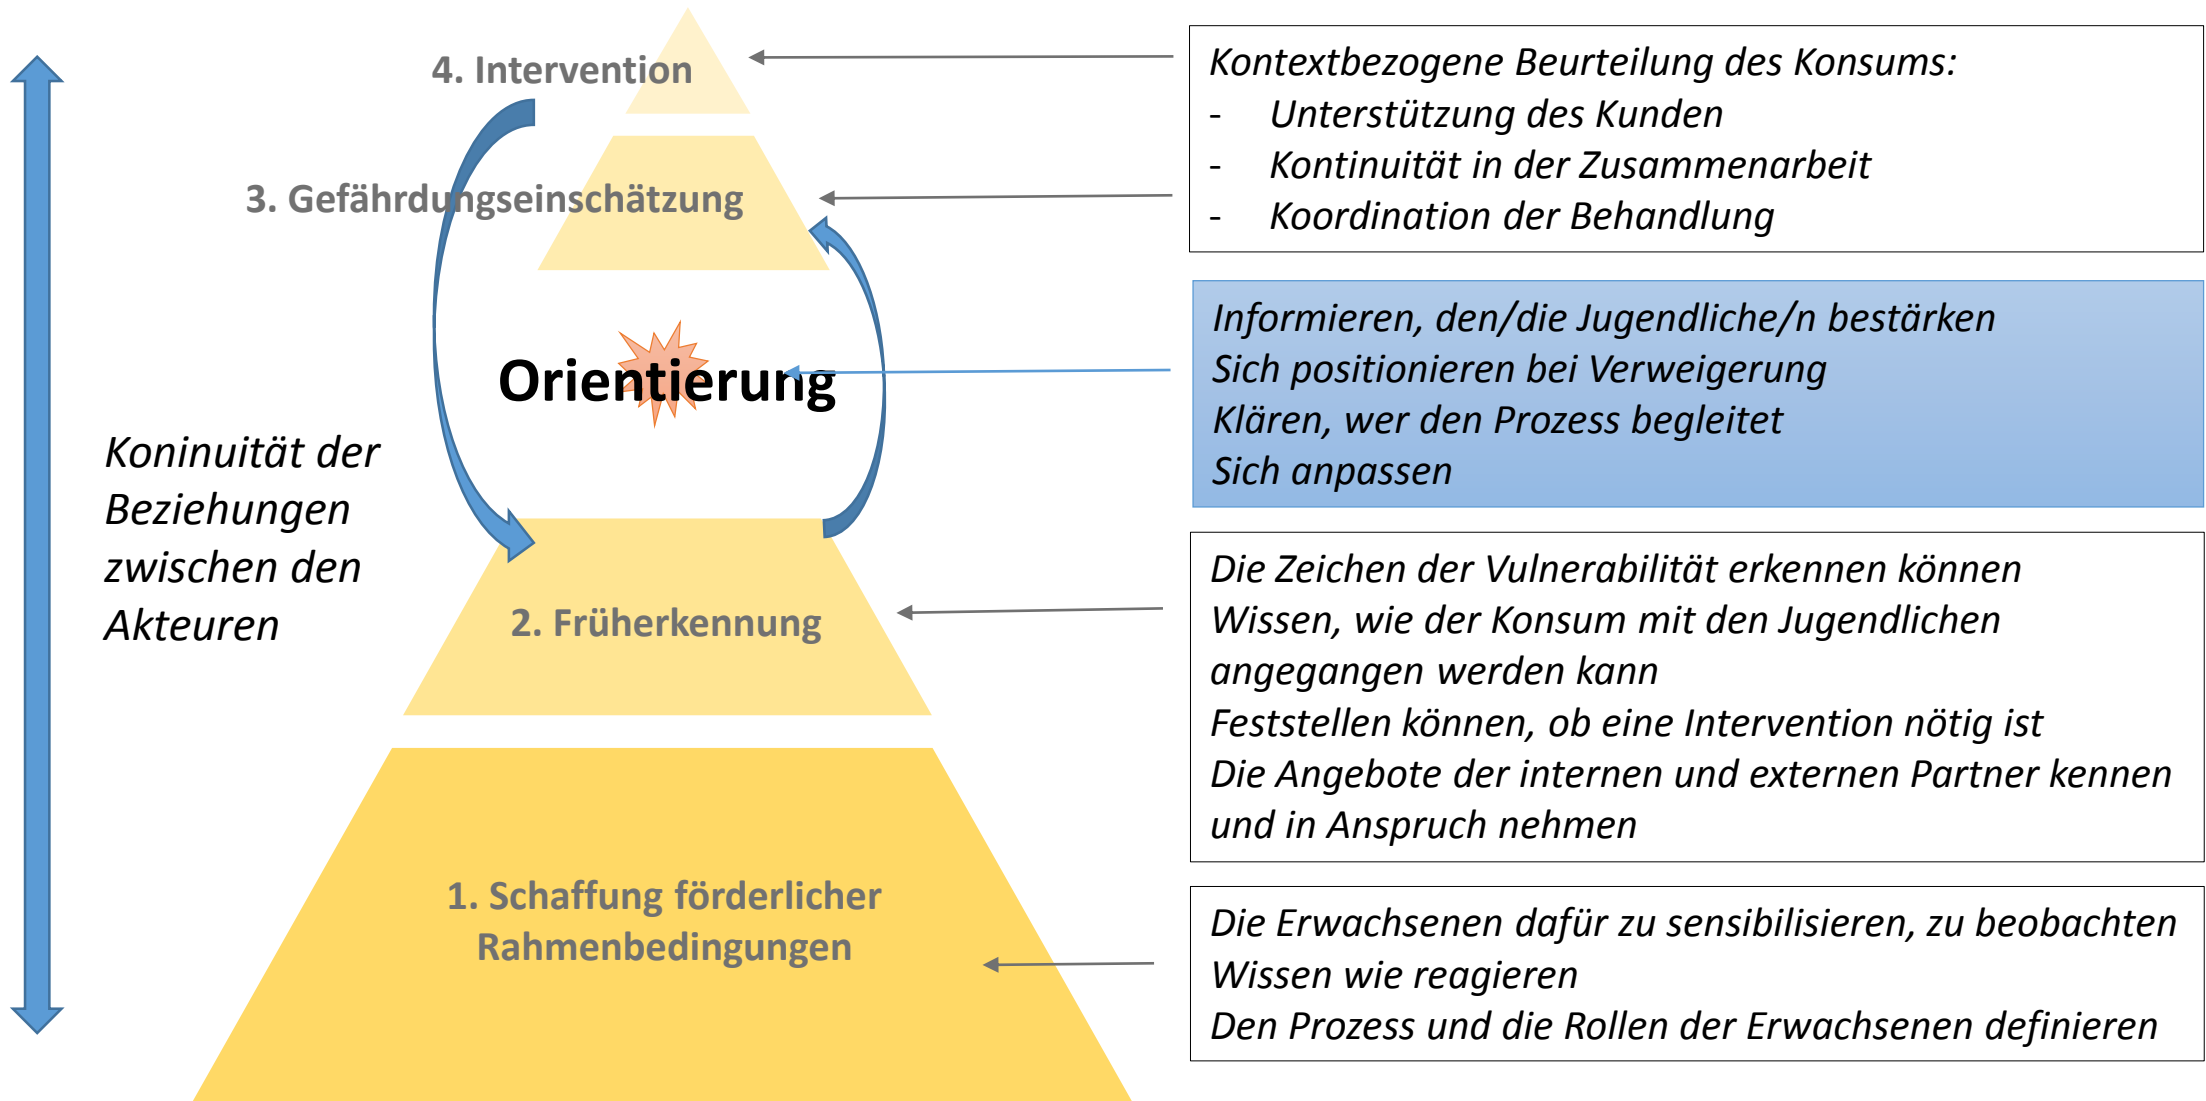 4. Intervention
3. Gefährdungseinschätzung
Orientierung
Koninuität der
Beziehungen
zwischen den
Akteuren
2. Früherkennung
1. Schaffung förderlicher
Rahmenbedingungen
Kontextbezogene Beurteilung des Konsums:
- Unterstützung des Kunden
- Kontinuität in der Zusammenarbeit
- Koordination der Behandlung
Informieren, den/die Jugendliche/n bestärken
Sich positionieren bei Verweigerung
Klären, wer den Prozess begleitet
Sich anpassen
Die Zeichen der Vulnerabilität erkennen können
Wissen, wie der Konsum mit den Jugendlichen
angegangen werden kann
Feststellen können, ob eine Intervention nötig ist
Die Angebote der internen und externen Partner kennen
und in Anspruch nehmen
Die Erwachsenen dafür zu sensibilisieren, zu beobachten
Wissen wie reagieren
Den Prozess und die Rollen der Erwachsenen definieren